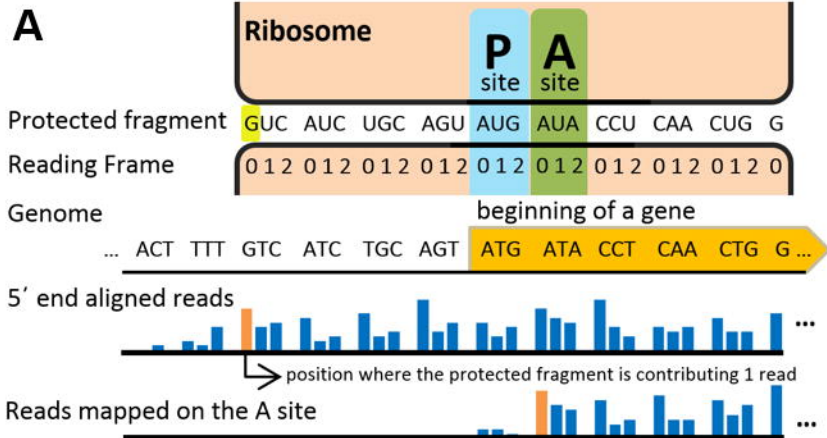 A
Ribosome
P
site
A
site
Protected fragment GUC AUC UGC AGU AUG AUA CCU CAA CUG G
Reading Frame 0 1 2 0 1 2 0 1 2 0 1 2 0 1 2 0 1 2 0 1 2 0 1 2 0 1 2 0
Genome
beginning of a gene
... ACT TTT GTC ATC TGC AGT ATG ATA CCT CAA CTG G ...
5′ end aligned reads
...
position where the protected fragment is contributing 1 read
Reads mapped on the A site
...